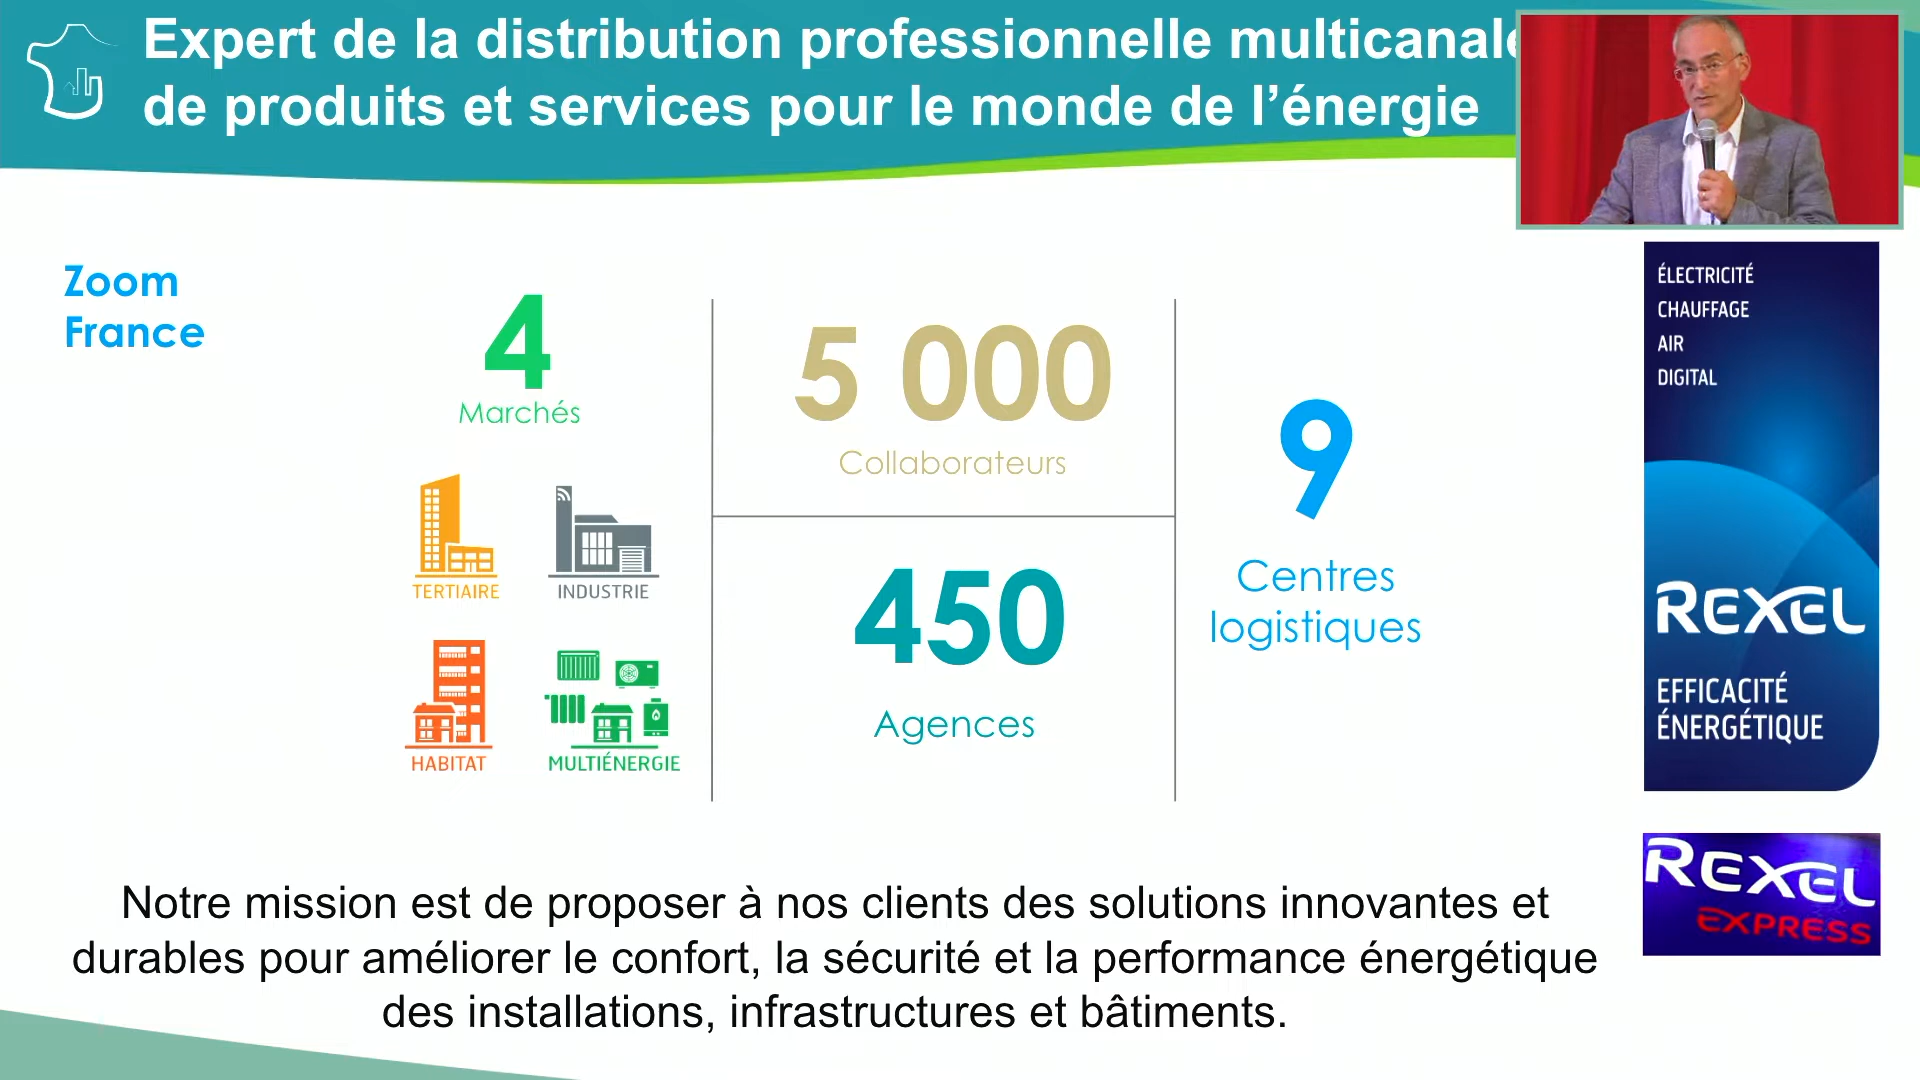 Expert de la distribution professionnelle multicanale
de produits et services pour le monde de l’énergie
Zoom
France
4
Marchés
TERTIAIRE
INDUSTRIE
HABITAT
MULTIÉNERGIE
5 000
Collaborateurs
450
Agences
9
Centres
logistiques
ÉLECTRICITÉ
CHAUFFAGE
AIR
DIGITAL
REXEL
EFFICACITÉ
ÉNERGÉTIQUE
REXEL
EXPRESS
Notre mission est de proposer à nos clients des solutions innovantes et
durables pour améliorer le confort, la sécurité et la performance énergétique
des installations, infrastructures et bâtiments.